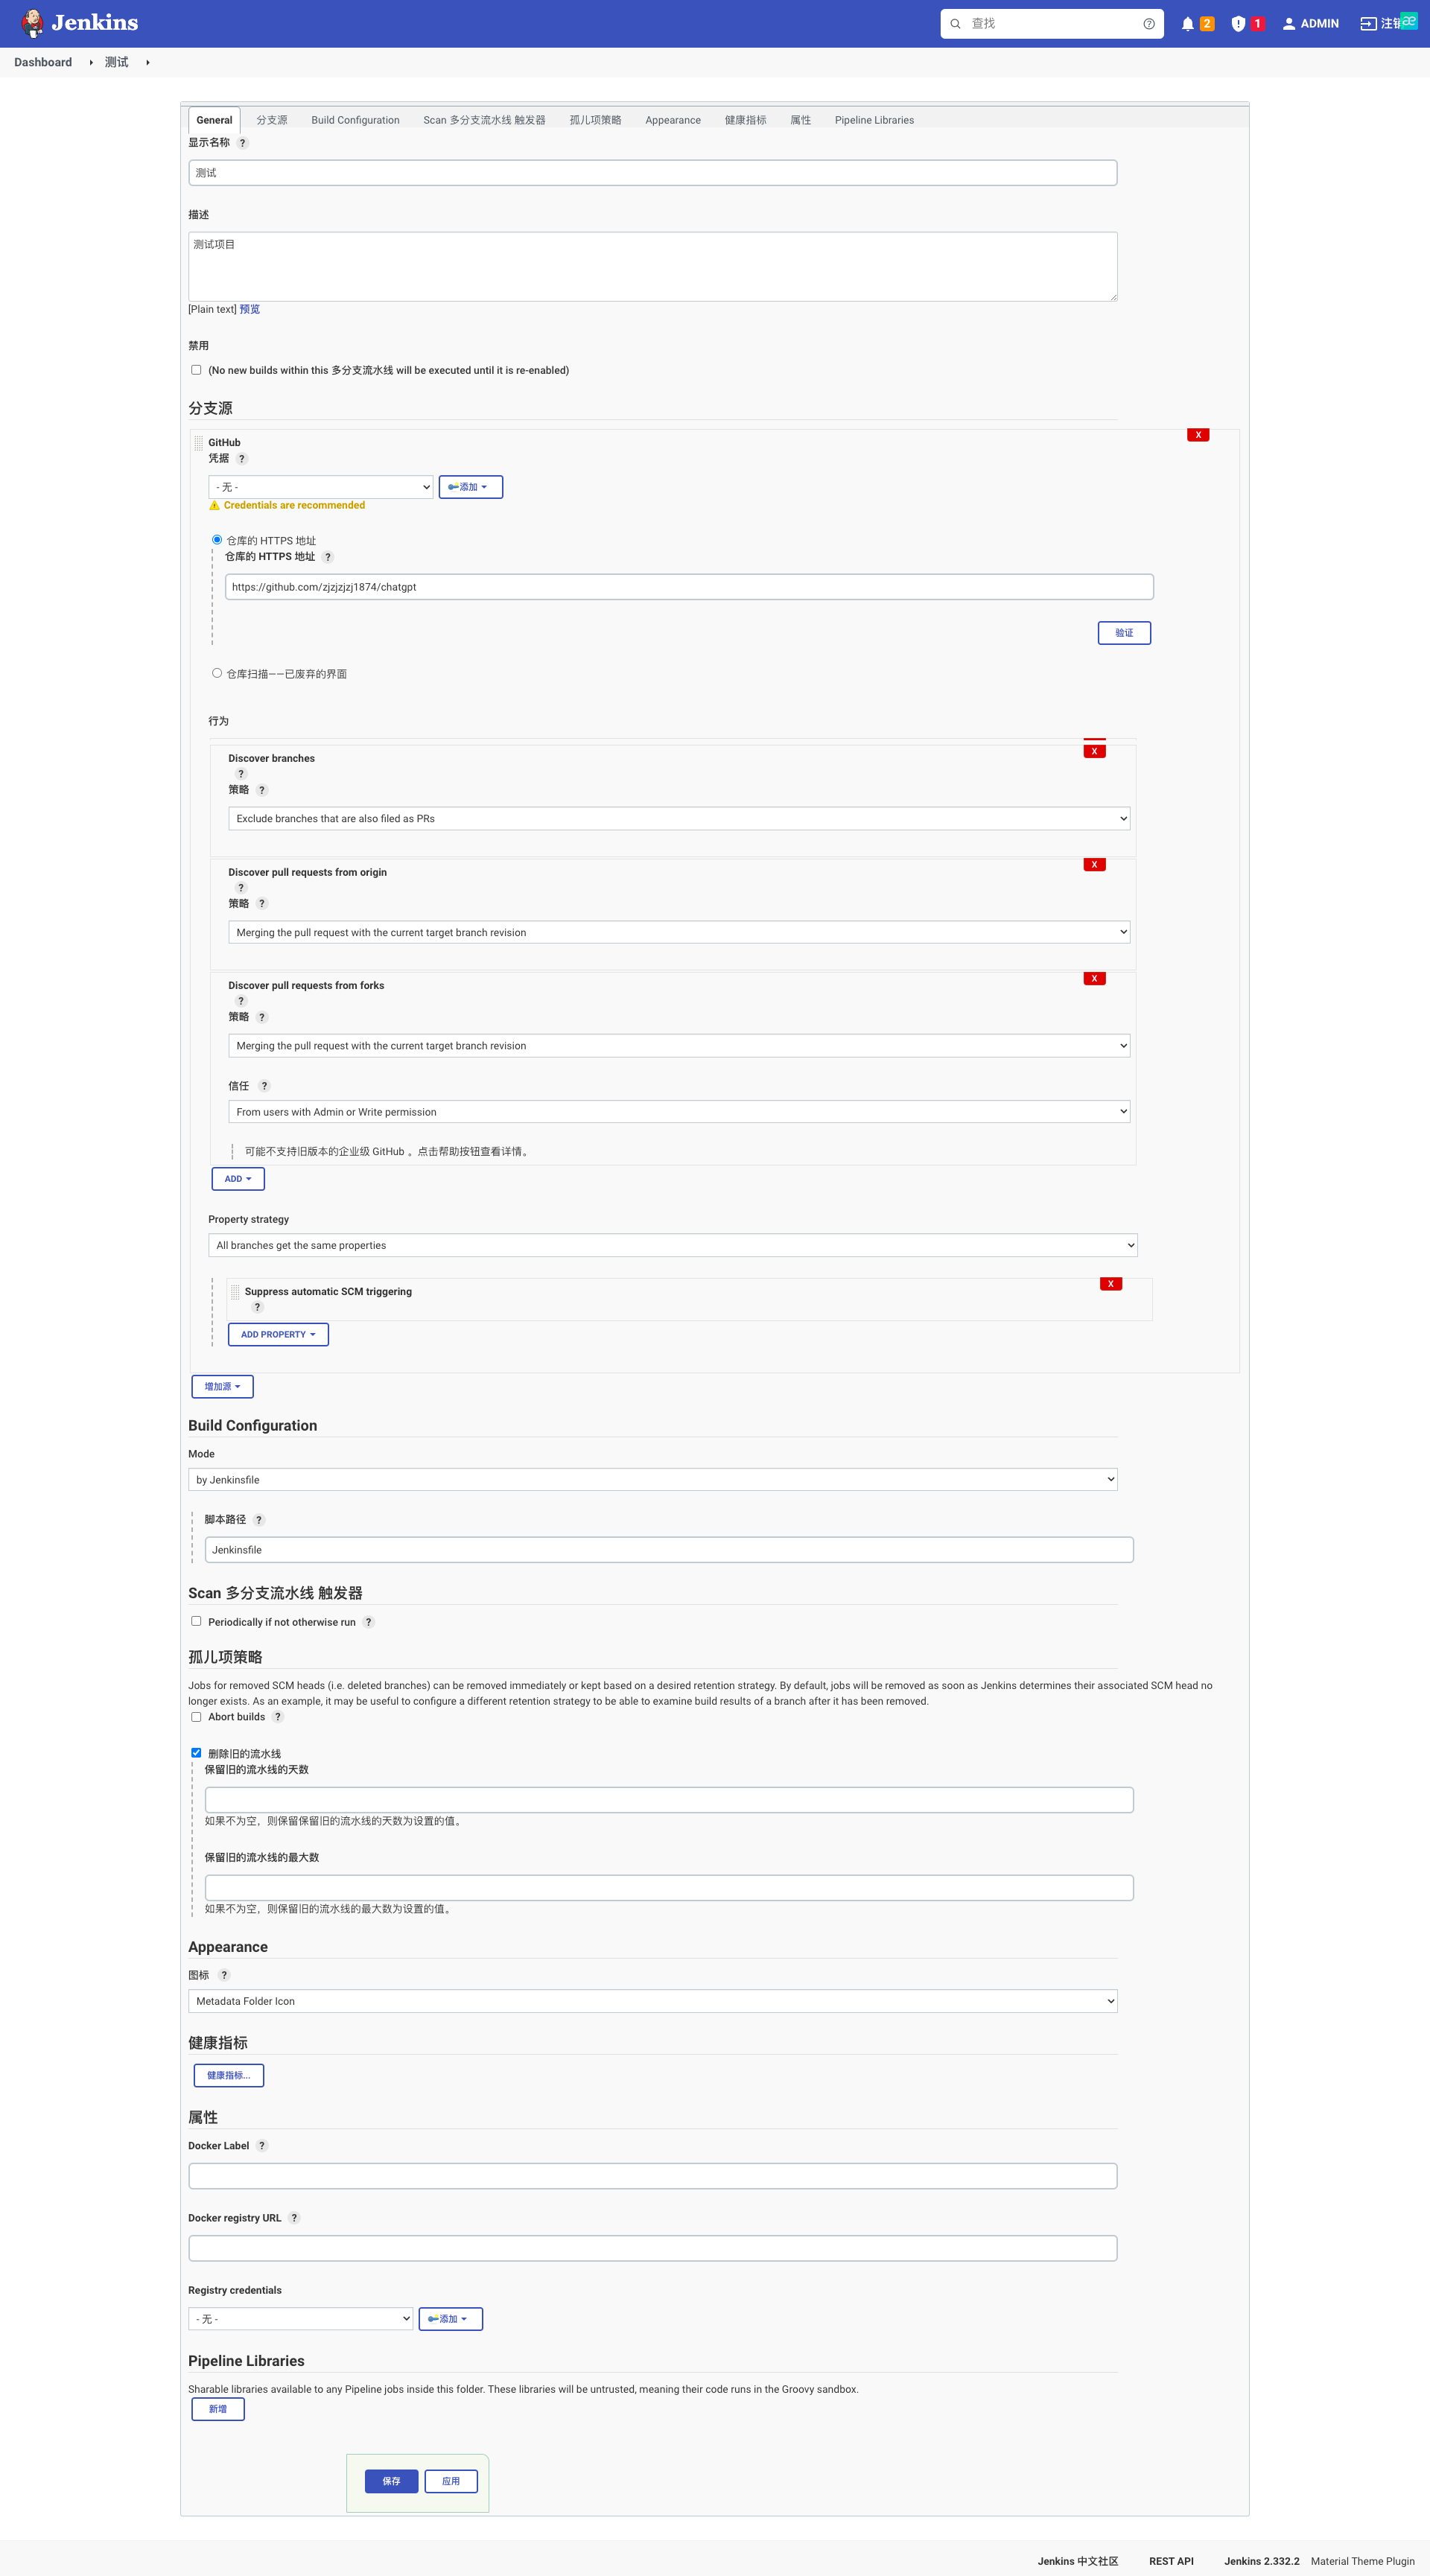 Jenkins
查找
2
1
ADMIN
Dashboard
测试
General
分支源
Build Configuration
Scan 多分支流水线 触发器
孤儿项策略
Appearance
健康指标
属性
Pipeline Libraries
显示名称 ?
测试
描述
测试项目
[Plain text] 预览
禁用
(No new builds within this 多分支流水线 will be executed until it is re-enabled)
分支源
X
GitHub
凭据 ?
- 无 -
添加
Credentials are recommended
仓库的 HTTPS 地址
仓库的 HTTPS 地址 ?
https://github.com/zjzjzjzj1874/chatgpt
验证
仓库扫描——已废弃的界面
行为
X
Discover branches
?
策略 ?
Exclude branches that are also filed as PRs
X
Discover pull requests from origin
?
策略 ?
Merging the pull request with the current target branch revision
X
Discover pull requests from forks
?
策略 ?
Merging the pull request with the current target branch revision
信任 ?
From users with Admin or Write permission
可能不支持旧版本的企业级 GitHub 。点击帮助按钮查看详情。
ADD
Property strategy
All branches get the same properties
X
Suppress automatic SCM triggering
?
ADD PROPERTY
增加源
Build Configuration
Mode
by Jenkinsfile
脚本路径 ?
Jenkinsfile
Scan 多分支流水线 触发器
Periodically if not otherwise run ?
孤儿项策略
Jobs for removed SCM heads (i.e. deleted branches) can be removed immediately or kept based on a desired retention strategy. By default, jobs will be removed as soon as Jenkins determines their associated SCM head no
longer exists. As an example, it may be useful to configure a different retention strategy to be able to examine build results of a branch after it has been removed.
Abort builds ?
删除旧的流水线
保留旧的流水线的天数
如果不为空，则保留保留旧的流水线的天数为设置的值。
保留旧的流水线的最大数
如果不为空，则保留旧的流水线的最大数为设置的值。
Appearance
图标 ?
Metadata Folder Icon
健康指标
健康指标...
属性
Docker Label ?
Docker registry URL ?
Registry credentials
- 无 -
添加
Pipeline Libraries
Sharable libraries available to any Pipeline jobs inside this folder. These libraries will be untrusted, meaning their code runs in the Groovy sandbox.
新增
保存
应用
Jenkins 中文社区
REST API
Jenkins 2.332.2
Material Theme Plugin